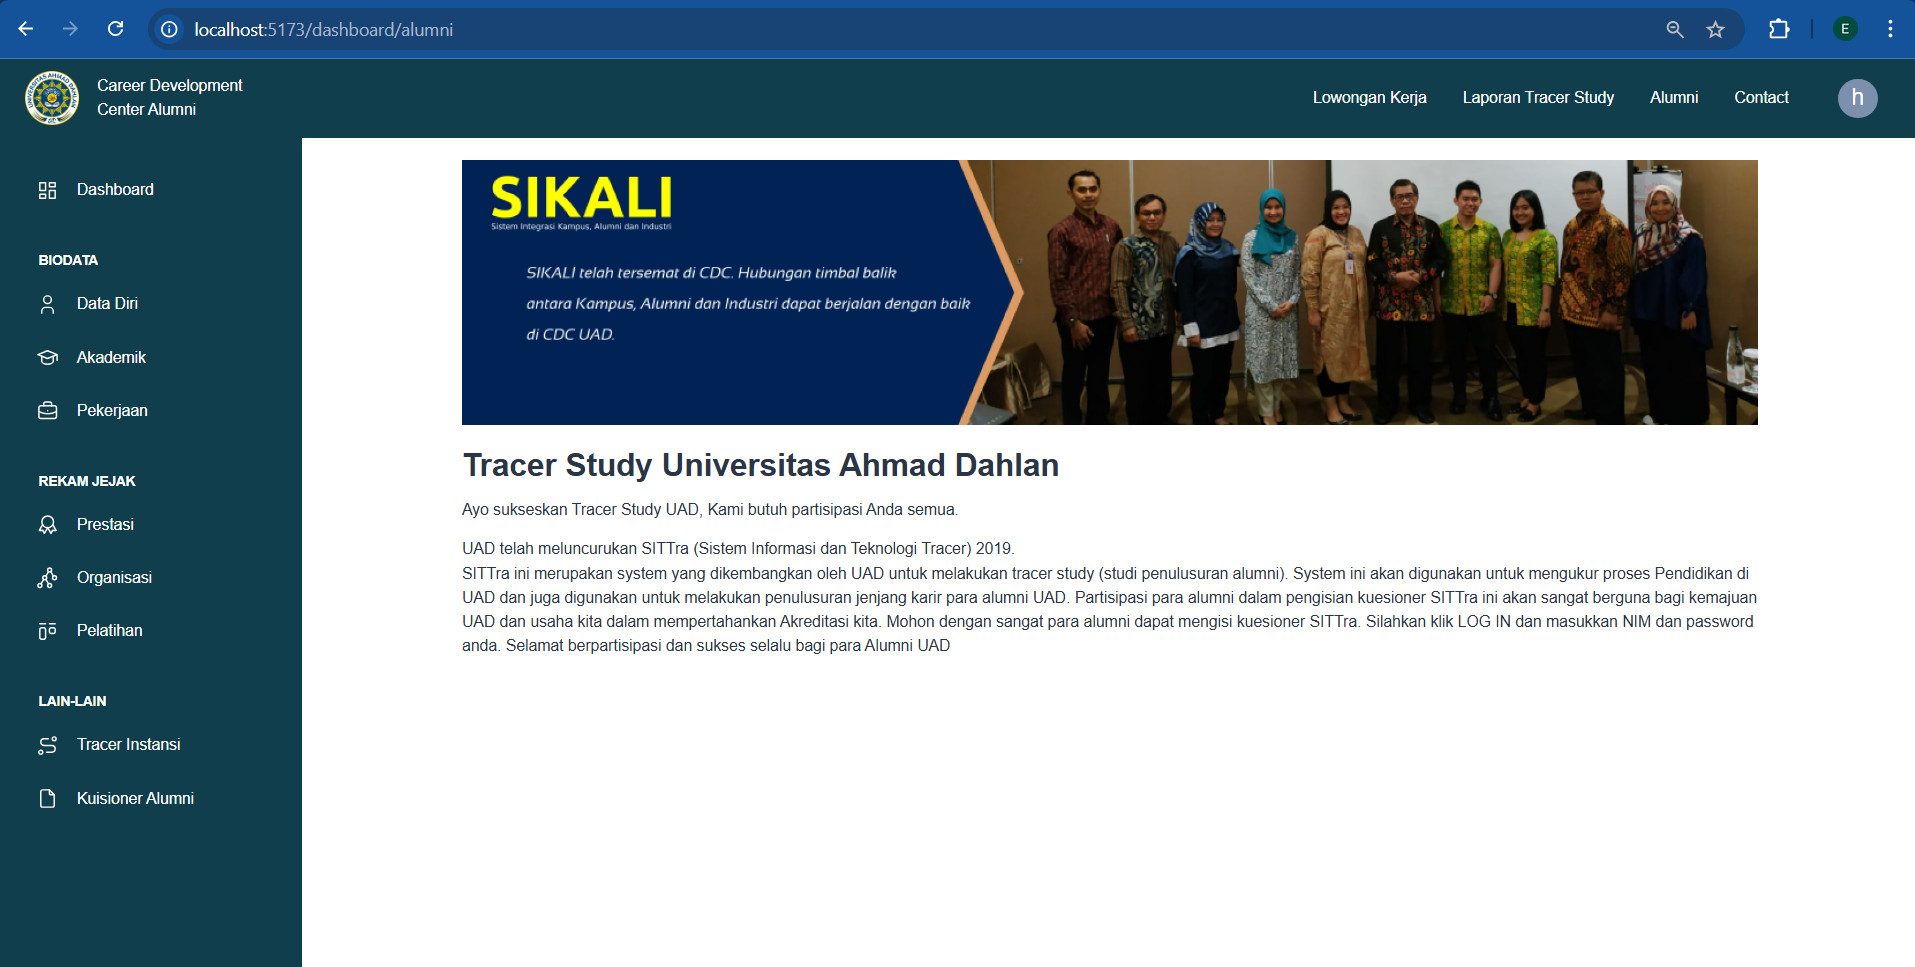 localhost:5173/dashboard/alumni
E
UNIVERSITAS AHMAD DAHLAN
Career Development
Center Alumni
Lowongan Kerja
Laporan Tracer Study
Alumni
Contact
h
Dashboard
BIODATA
Data Diri
Akademik
Pekerjaan
REKAM JEJAK
Prestasi
Organisasi
Pelatihan
LAIN-LAIN
Tracer Instansi
Kuisioner Alumni
SIKALI
Sistem Integrasi Kampus, Alumni dan Industri
SIKALI telah tersemat di CDC. Hubungan timbal balik
antara Kampus, Alumni dan Industri dapat berjalan dengan baik
di CDC UAD.
Tracer Study Universitas Ahmad Dahlan
Ayo sukseskan Tracer Study UAD, Kami butuh partisipasi Anda semua.
UAD telah meluncurukan SITTra (Sistem Informasi dan Teknologi Tracer) 2019.
SITTra ini merupakan system yang dikembangkan oleh UAD untuk melakukan tracer study (studi penulusuran alumni). System ini akan digunakan untuk mengukur proses Pendidikan di
UAD dan juga digunakan untuk melakukan penulusuran jenjang karir para alumni UAD. Partisipasi para alumni dalam pengisian kuesioner SITTra ini akan sangat berguna bagi kemajuan
UAD dan usaha kita dalam mempertahankan Akreditasi kita. Mohon dengan sangat para alumni dapat mengisi kuesioner SITTra. Silahkan klik LOG IN dan masukkan NIM dan password
anda. Selamat berpartisipasi dan sukses selalu bagi para Alumni UAD